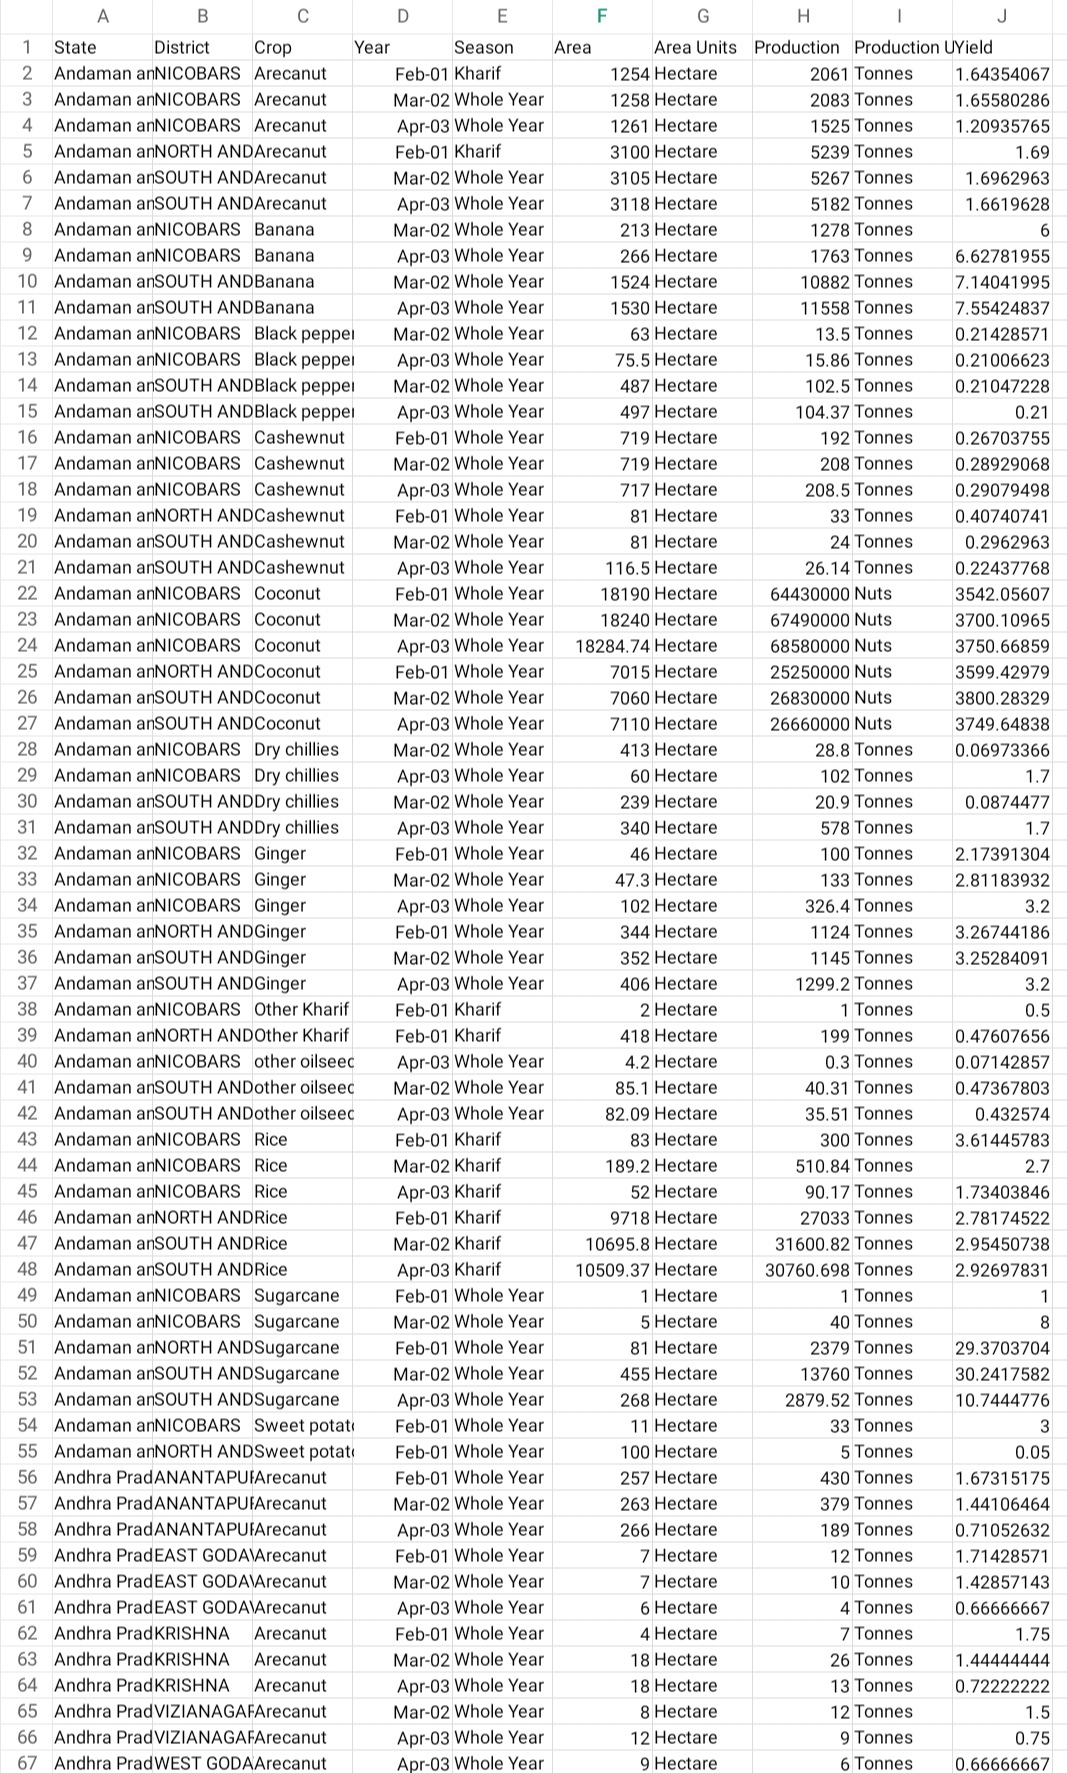 A B C D E F G H I J
1 State District Crop Year Season Area Area Units Production Production U Yield
2 Andaman an NICOBARS Arecanut Feb-01 Kharif 1254 Hectare 2061 Tonnes 1.64354067
3 Andaman an NICOBARS Arecanut Mar-02 Whole Year 1258 Hectare 2083 Tonnes 1.65580286
4 Andaman an NICOBARS Arecanut Apr-03 Whole Year 1261 Hectare 1525 Tonnes 1.20935765
5 Andaman an NORTH AND Arecanut Feb-01 Kharif 3100 Hectare 5239 Tonnes 1.69
6 Andaman an SOUTH AND Arecanut Mar-02 Whole Year 3105 Hectare 5267 Tonnes 1.6962963
7 Andaman an SOUTH AND Arecanut Apr-03 Whole Year 3118 Hectare 5182 Tonnes 1.6619628
8 Andaman an NICOBARS Banana Mar-02 Whole Year 213 Hectare 1278 Tonnes 6
9 Andaman an NICOBARS Banana Apr-03 Whole Year 266 Hectare 1763 Tonnes 6.62781955
10 Andaman an SOUTH AND Banana Mar-02 Whole Year 1524 Hectare 10882 Tonnes 7.14041995
11 Andaman an SOUTH AND Banana Apr-03 Whole Year 1530 Hectare 11558 Tonnes 7.55424837
12 Andaman an NICOBARS Black pepper Mar-02 Whole Year 63 Hectare 13.5 Tonnes 0.21428571
13 Andaman an NICOBARS Black pepper Apr-03 Whole Year 75.5 Hectare 15.86 Tonnes 0.21006623
14 Andaman an SOUTH AND Black pepper Mar-02 Whole Year 487 Hectare 102.5 Tonnes 0.21047228
15 Andaman an SOUTH AND Black pepper Apr-03 Whole Year 497 Hectare 104.37 Tonnes 0.21
16 Andaman an NICOBARS Cashewnut Feb-01 Whole Year 719 Hectare 192 Tonnes 0.26703755
17 Andaman an NICOBARS Cashewnut Mar-02 Whole Year 719 Hectare 208 Tonnes 0.28929068
18 Andaman an NICOBARS Cashewnut Apr-03 Whole Year 717 Hectare 208.5 Tonnes 0.29079498
19 Andaman an NORTH AND Cashewnut Feb-01 Whole Year 81 Hectare 33 Tonnes 0.40740741
20 Andaman an SOUTH AND Cashewnut Mar-02 Whole Year 81 Hectare 24 Tonnes 0.2962963
21 Andaman an SOUTH AND Cashewnut Apr-03 Whole Year 116.5 Hectare 26.14 Tonnes 0.22437768
22 Andaman an NICOBARS Coconut Feb-01 Whole Year 18190 Hectare 64430000 Nuts 3542.05607
23 Andaman an NICOBARS Coconut Mar-02 Whole Year 18240 Hectare 67490000 Nuts 3700.10965
24 Andaman an NICOBARS Coconut Apr-03 Whole Year 18284.74 Hectare 68580000 Nuts 3750.66859
25 Andaman an NORTH AND Coconut Feb-01 Whole Year 7015 Hectare 25250000 Nuts 3599.42979
26 Andaman an SOUTH AND Coconut Mar-02 Whole Year 7060 Hectare 26830000 Nuts 3800.28329
27 Andaman an SOUTH AND Coconut Apr-03 Whole Year 7110 Hectare 26660000 Nuts 3749.64838
28 Andaman an NICOBARS Dry chillies Mar-02 Whole Year 413 Hectare 28.8 Tonnes 0.06973366
29 Andaman an NICOBARS Dry chillies Apr-03 Whole Year 60 Hectare 102 Tonnes 1.7
30 Andaman an SOUTH AND Dry chillies Mar-02 Whole Year 239 Hectare 20.9 Tonnes 0.0874477
31 Andaman an SOUTH AND Dry chillies Apr-03 Whole Year 340 Hectare 578 Tonnes 1.7
32 Andaman an NICOBARS Ginger Feb-01 Whole Year 46 Hectare 100 Tonnes 2.17391304
33 Andaman an NICOBARS Ginger Mar-02 Whole Year 47.3 Hectare 133 Tonnes 2.81183932
34 Andaman an NICOBARS Ginger Apr-03 Whole Year 102 Hectare 326.4 Tonnes 3.2
35 Andaman an NORTH AND Ginger Feb-01 Whole Year 344 Hectare 1124 Tonnes 3.26744186
36 Andaman an SOUTH AND Ginger Mar-02 Whole Year 352 Hectare 1145 Tonnes 3.25284091
37 Andaman an SOUTH AND Ginger Apr-03 Whole Year 406 Hectare 1299.2 Tonnes 3.2
38 Andaman an NICOBARS Other Kharif Feb-01 Kharif 2 Hectare 1 Tonnes 0.5
39 Andaman an NORTH AND Other Kharif Feb-01 Kharif 418 Hectare 199 Tonnes 0.47607656
40 Andaman an NICOBARS other oilseed Apr-03 Whole Year 4.2 Hectare 0.3 Tonnes 0.07142857
41 Andaman an SOUTH AND other oilseed Mar-02 Whole Year 85.1 Hectare 40.31 Tonnes 0.47367803
42 Andaman an SOUTH AND other oilseed Apr-03 Whole Year 82.09 Hectare 35.51 Tonnes 0.432574
43 Andaman an NICOBARS Rice Feb-01 Kharif 83 Hectare 300 Tonnes 3.61445783
44 Andaman an NICOBARS Rice Mar-02 Kharif 189.2 Hectare 510.84 Tonnes 2.7
45 Andaman an NICOBARS Rice Apr-03 Kharif 52 Hectare 90.17 Tonnes 1.73403846
46 Andaman an NORTH AND Rice Feb-01 Kharif 9718 Hectare 27033 Tonnes 2.78174522
47 Andaman an SOUTH AND Rice Mar-02 Kharif 10695.8 Hectare 31600.82 Tonnes 2.95450738
48 Andaman an SOUTH AND Rice Apr-03 Kharif 10509.37 Hectare 30760.698 Tonnes 2.92697831
49 Andaman an NICOBARS Sugarcane Feb-01 Whole Year 1 Hectare 1 Tonnes 1
50 Andaman an NICOBARS Sugarcane Mar-02 Whole Year 5 Hectare 40 Tonnes 8
51 Andaman an NORTH AND Sugarcane Feb-01 Whole Year 81 Hectare 2379 Tonnes 29.3703704
52 Andaman an SOUTH AND Sugarcane Mar-02 Whole Year 455 Hectare 13760 Tonnes 30.2417582
53 Andaman an SOUTH AND Sugarcane Apr-03 Whole Year 268 Hectare 2879.52 Tonnes 10.7444776
54 Andaman an NICOBARS Sweet potato Feb-01 Whole Year 11 Hectare 33 Tonnes 3
55 Andaman an NORTH AND Sweet potato Feb-01 Whole Year 100 Hectare 5 Tonnes 0.05
56 Andhra Prad ANANTAPUR Arecanut Feb-01 Whole Year 257 Hectare 430 Tonnes 1.67315175
57 Andhra Prad ANANTAPUR Arecanut Mar-02 Whole Year 263 Hectare 379 Tonnes 1.44106464
58 Andhra Prad ANANTAPUR Arecanut Apr-03 Whole Year 266 Hectare 189 Tonnes 0.71052632
59 Andhra Prad EAST GODAV Arecanut Feb-01 Whole Year 7 Hectare 12 Tonnes 1.71428571
60 Andhra Prad EAST GODAV Arecanut Mar-02 Whole Year 7 Hectare 10 Tonnes 1.42857143
61 Andhra Prad EAST GODAV Arecanut Apr-03 Whole Year 6 Hectare 4 Tonnes 0.66666667
62 Andhra Prad KRISHNA Arecanut Feb-01 Whole Year 4 Hectare 7 Tonnes 1.75
63 Andhra Prad KRISHNA Arecanut Mar-02 Whole Year 18 Hectare 26 Tonnes 1.44444444
64 Andhra Prad KRISHNA Arecanut Apr-03 Whole Year 18 Hectare 13 Tonnes 0.72222222
65 Andhra Prad VIZIANAGAR Arecanut Mar-02 Whole Year 8 Hectare 12 Tonnes 1.5
66 Andhra Prad VIZIANAGAR Arecanut Apr-03 Whole Year 12 Hectare 9 Tonnes 0.75
67 Andhra Prad WEST GODA Arecanut Apr-03 Whole Year 9 Hectare 6 Tonnes 0.66666667